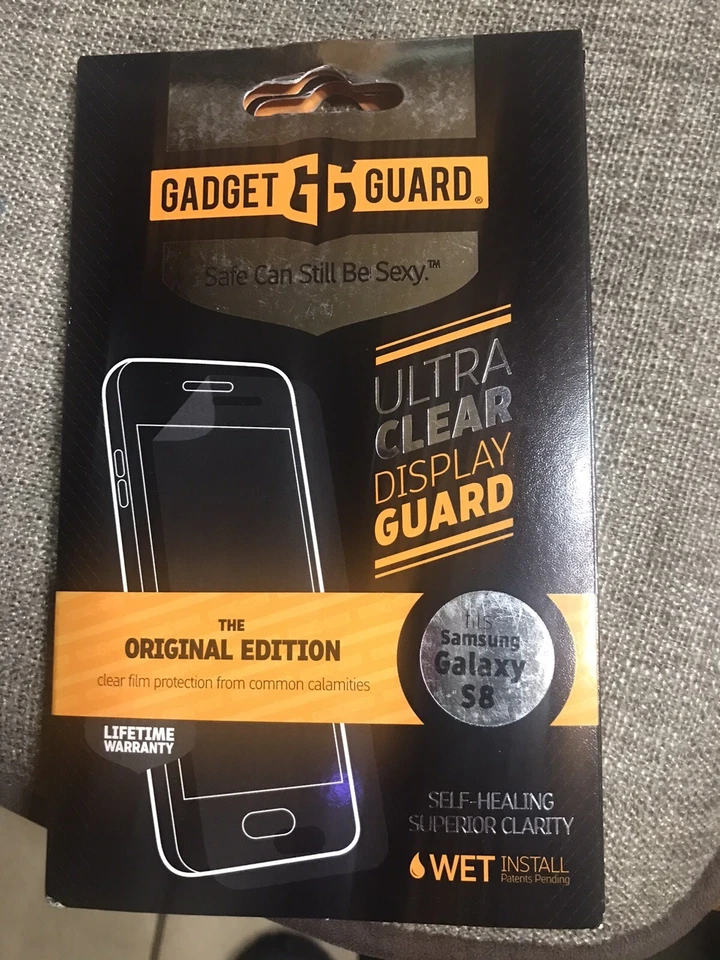 GADGET GG GUARD®
Safe Can Still Be Sexy.™
ULTRA
CLEAR
DISPLAY
GUARD
THE
ORIGINAL EDITION
clear film protection from common calamities
fits
Samsung
Galaxy
S8
LIFETIME
WARRANTY
SELF-HEALING
SUPERIOR CLARITY
WET INSTALL
Patents Pending